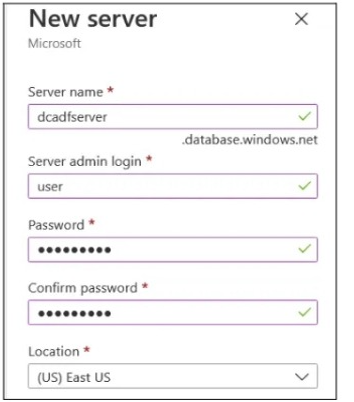 New server
Microsoft
Server name *
dcadfserver
.database.windows.net
Server admin login *
user
Password *
•••••••••
Confirm password *
•••••••••
Location *
(US) East US